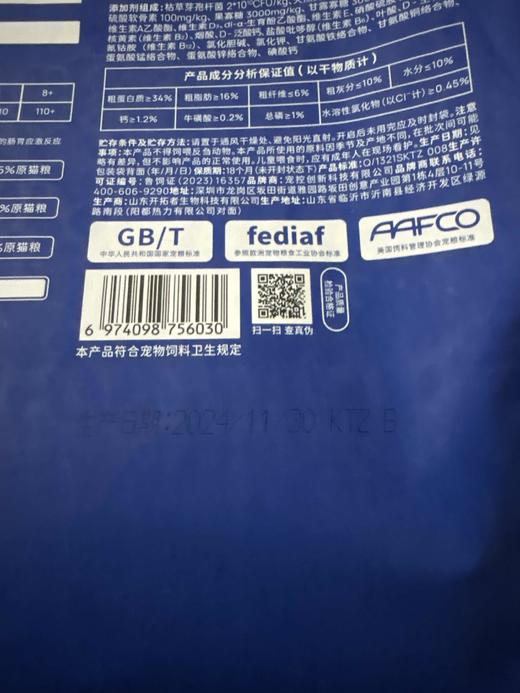 添加剂组成:枯草芽孢杆菌 2*10
硫酸软骨素 100mg/kg、果寡糖 3000mg/kg、甘露寡糖
维生素A乙酸酯、维生素D₃、dl-α-生育酚乙酸酯、维生素E、
核黄素(维生素B₂)、烟酸、D-泛酸钙、盐酸吡哆醇(维生素B₆)、叶酸、D-
氰钴胺(维生素B₁₂)、氯化胆碱、氯化钾、甘氨酸铁络合物、甘氨酸铜络合物、
蛋氨酸锰络合物、蛋氨酸锌络合物、碘酸钙
产品成分分析保证值(以干物质计)
粗蛋白质≥34% 粗脂肪≥16% 粗纤维≤6% 粗灰分≤10% 水分≤10%
钙≥1.2% 牛磺酸≥0.2% 总磷≥1% 水溶性氯化物(以Cl⁻计)≥0.45%
8+
10 110+
的肠胃应激反应
5%原猫粮
%原猫粮
%原猫粮
贮存条件及贮存方法:请置于通风干燥处、避免阳光直射。开启后未用完应及时封袋。注意
事项:本产品不得饲喂反刍动物。本产品所使用的原料因季节及产地不同,在批次间可能
略有差异,但不影响产品的正常使用。儿童喂食时,应有成年人在现场看护。生产日期:见
包装袋背面(年/月/日)保质期:18个月(未开封状态下)产品标准:Q/1321SKTZ 008生产许
可证编号:鲁饲证(2023)16357品牌商:宠控创新科技有限公司品牌商联系电话:
400-606-9290地址:深圳市龙岗区坂田街道雅园路坂田创意产业园第1栋4层10-11号
生产商:山东开拓者生物科技有限公司生产地址:山东省临沂市沂南县经济开发区绿源
路南段(阳都热力有限公司对面)
GB/T
中华人民共和国国家宠粮标准
fediaf
参照欧洲宠物粮食工业协会标准
AAFCO
美国饲料管理协会宠粮标准
6 974098 756030
扫一扫 查真伪
产品质量
检验合格证
本产品符合宠物饲料卫生规定
生产日期:2024/11/30 KTZ B